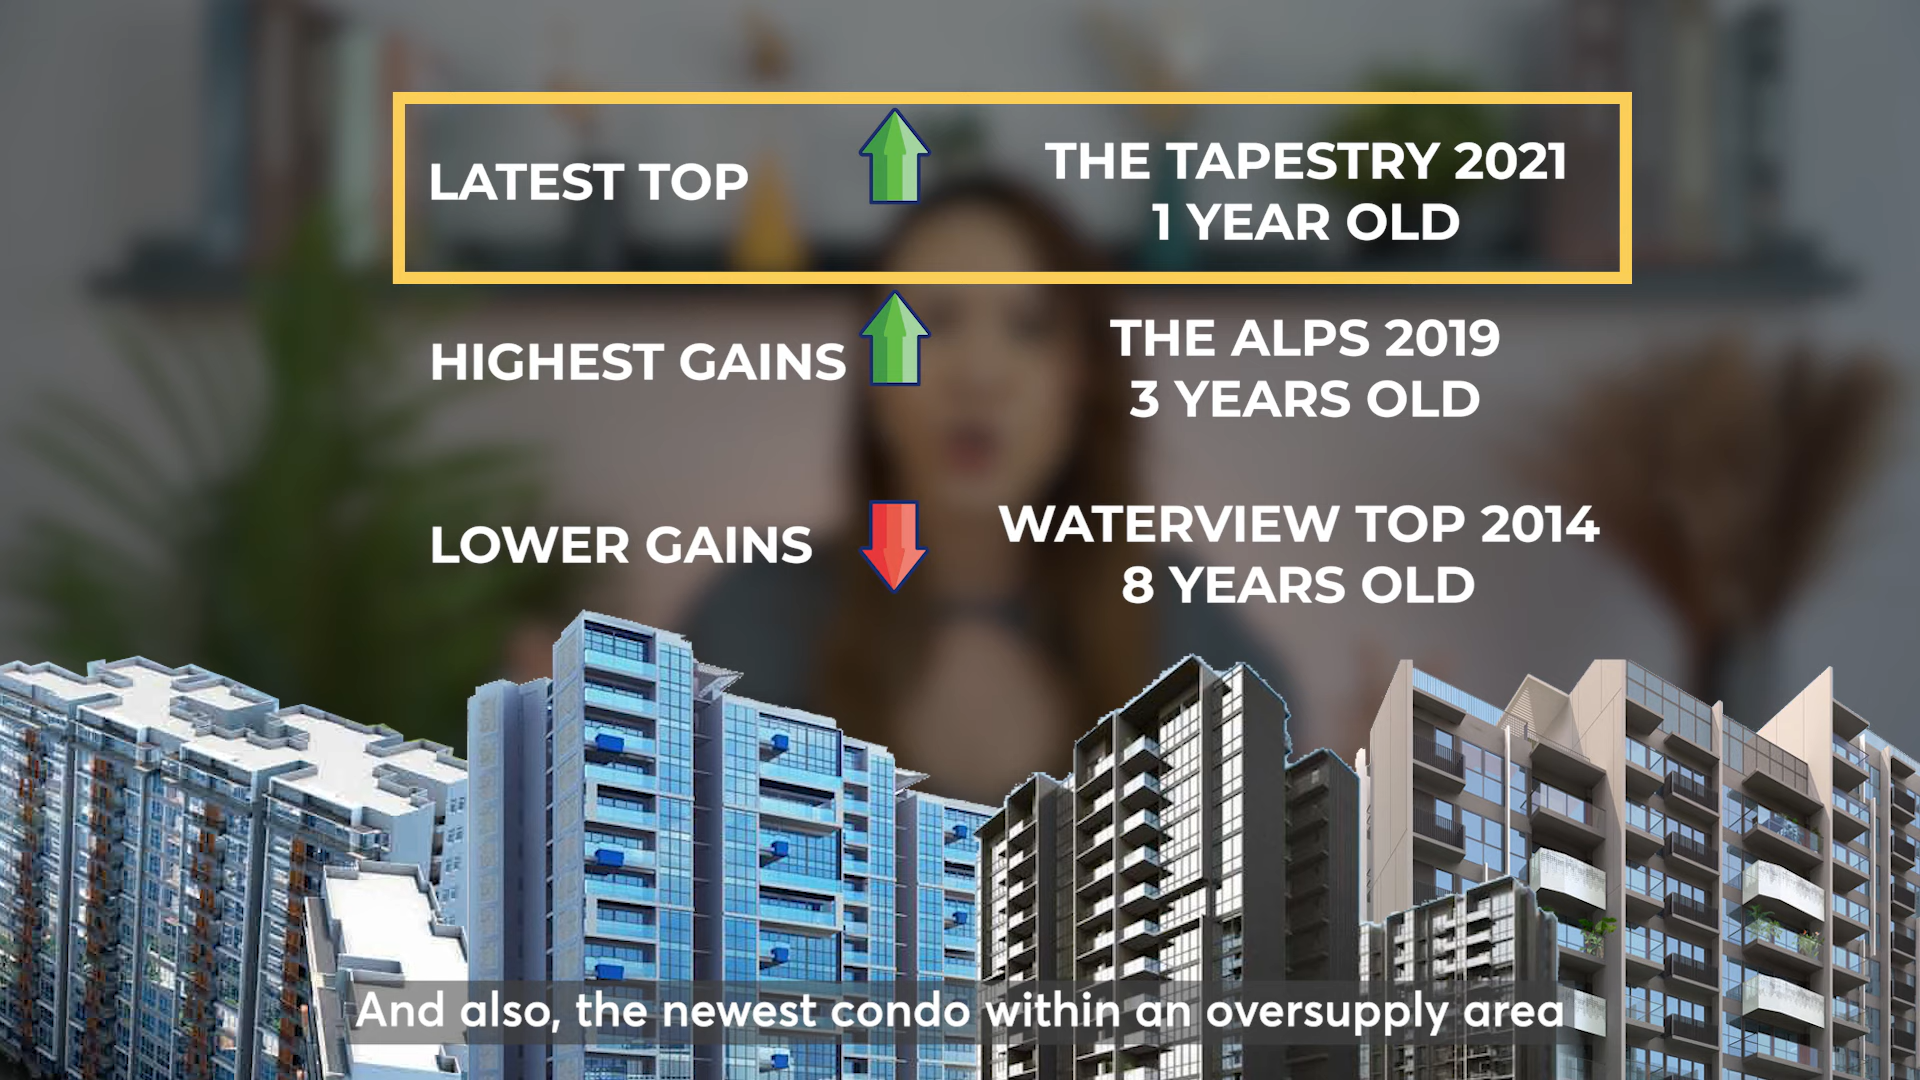 LATEST TOP
THE TAPESTRY 2021
1 YEAR OLD
HIGHEST GAINS
THE ALPS 2019
3 YEARS OLD
LOWER GAINS
WATERVIEW TOP 2014
8 YEARS OLD
And also, the newest condo within an oversupply area